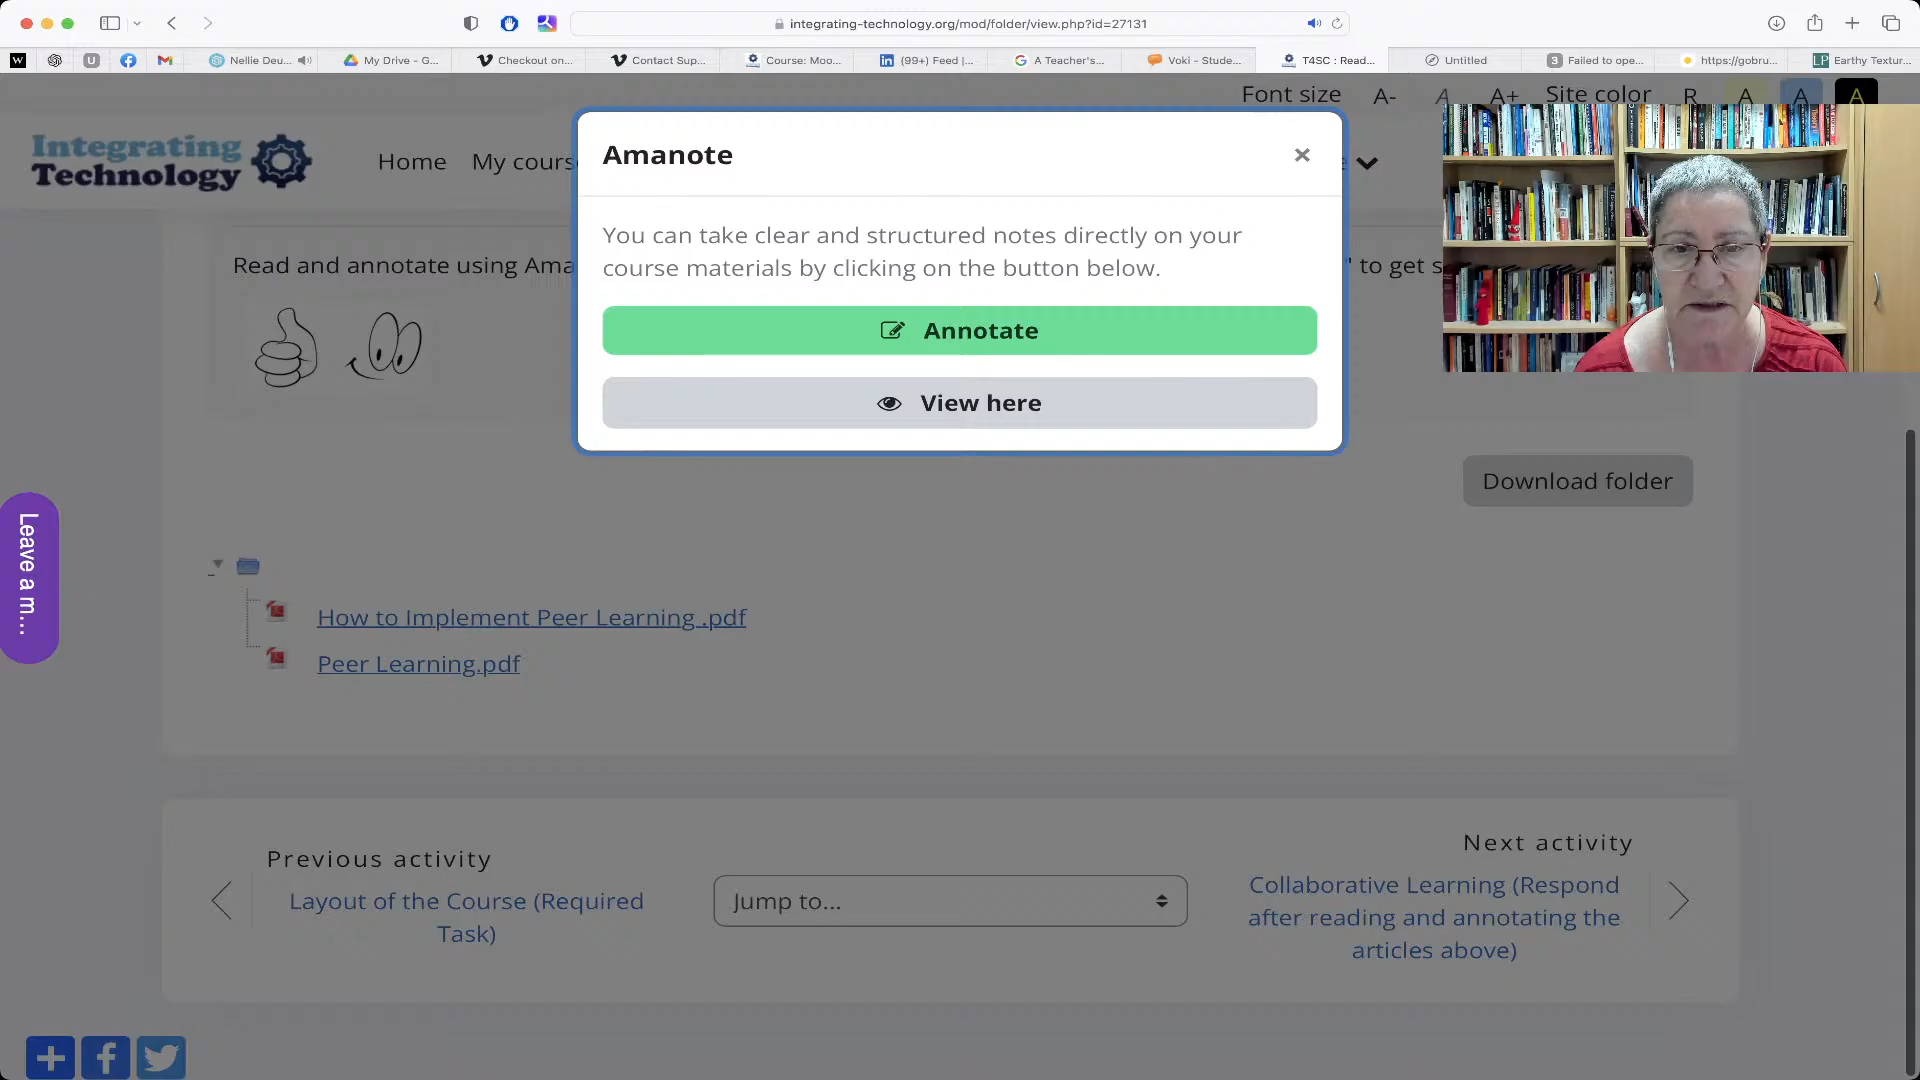 integrating-technology.org/mod/folder/view.php?id=27131
W
U
Nellie Deu...
My Drive - G...
Checkout on...
Contact Sup...
Course: Moo...
(99+) Feed |...
A Teacher's...
Voki - Stude...
T4SC : Read...
Untitled
3 Failed to ope...
https://gobru...
LP Earthy Textur...
Font size A- A A+ Site color R A A A
Integrating
Technology
Home My cours
Amanote
×
You can take clear and structured notes directly on your
course materials by clicking on the button below.
Annotate
View here
Read and annotate using Ama
" to get s
Download folder
Leave a m...
How to Implement Peer Learning .pdf
Peer Learning.pdf
Previous activity
Layout of the Course (Required
Task)
Jump to...
Next activity
Collaborative Learning (Respond
after reading and annotating the
articles above)